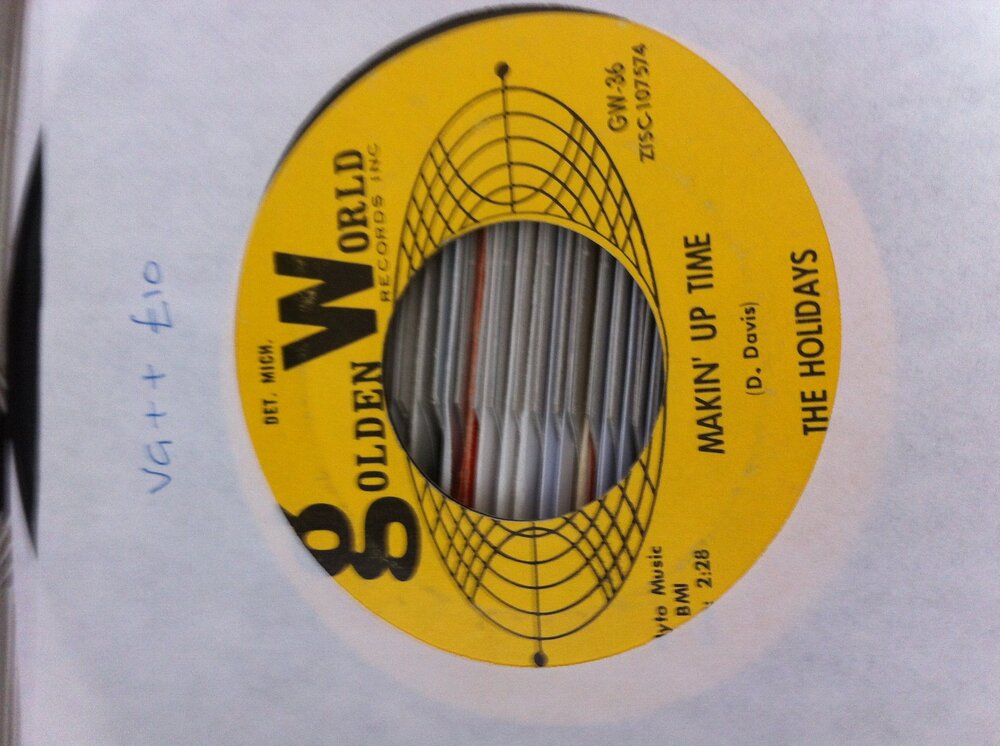 VG++ £10
DET. MICH.
golden World
RECORDS INC
GW-36
ZTSC-107574
yto Music
BMI
: 2:28
MAKIN' UP TIME
(D. Davis)
THE HOLIDAYS